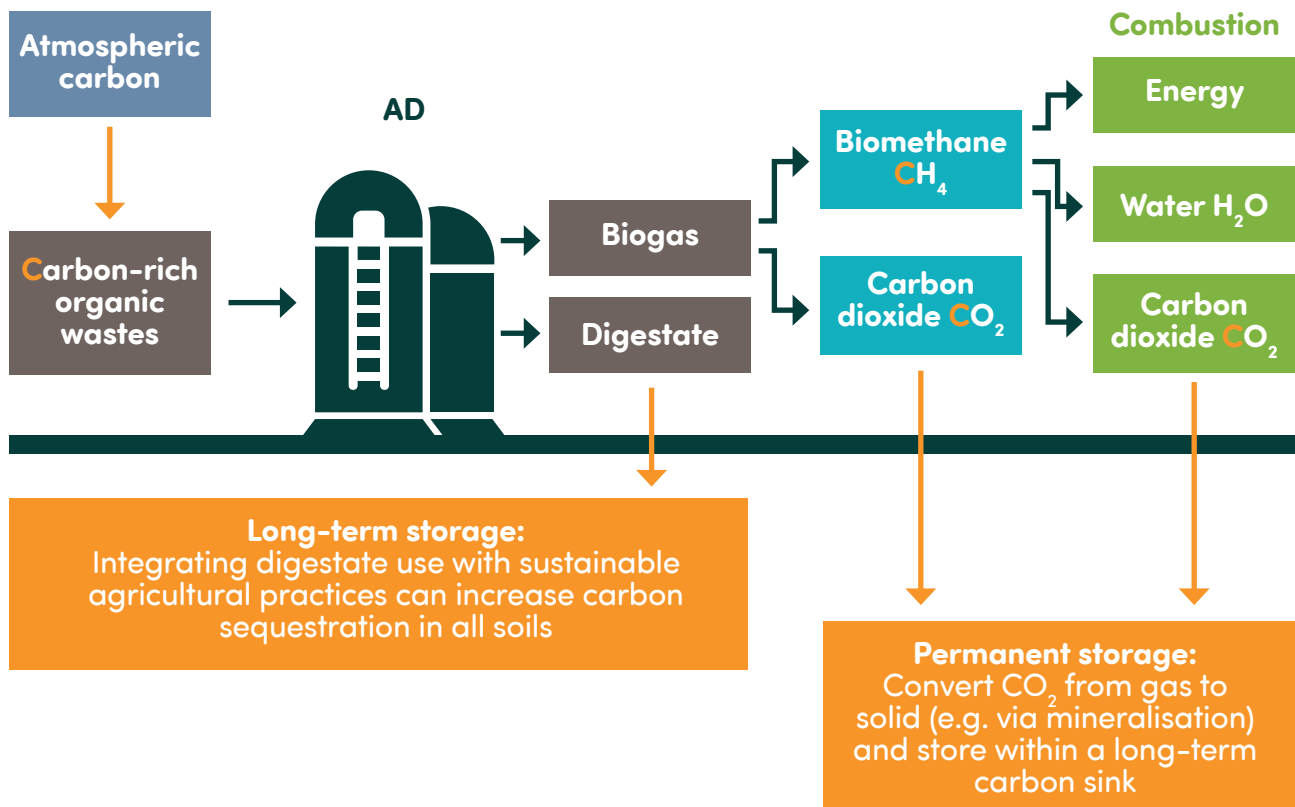 Atmospheric
carbon
Carbon-rich
organic
wastes
AD
Biogas
Digestate
Biomethane
CH₄
Carbon
dioxide CO₂
Combustion
Energy
Water H₂O
Carbon
dioxide CO₂
Long-term storage:
Integrating digestate use with sustainable
agricultural practices can increase carbon
sequestration in all soils
Permanent storage:
Convert CO₂ from gas to
solid (e.g. via mineralisation)
and store within a long-term
carbon sink